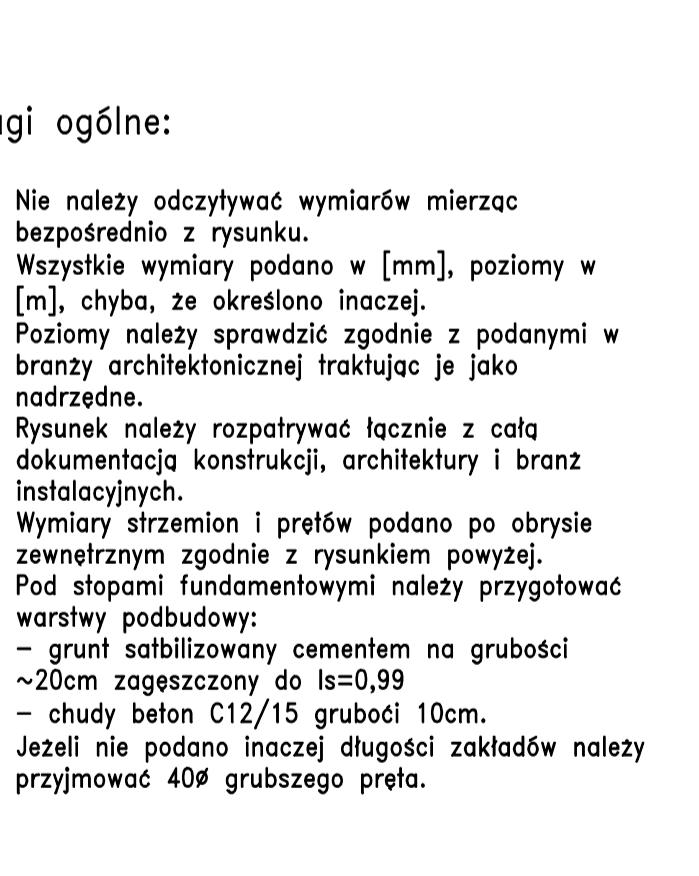 ogólne:
Nie należy odczytywać wymiarów mierząc
bezpośrednio z rysunku.
Wszystkie wymiary podano w [mm], poziomy w
[m], chyba, że określono inaczej.
Poziomy należy sprawdzić zgodnie z podanymi w
branży architektonicznej traktując je jako
nadrzędne.
Rysunek należy rozpatrywać łącznie z całą
dokumentacją konstrukcji, architektury i branż
instalacyjnych.
Wymiary strzemion i prętów podano po obrysie
zewnętrznym zgodnie z rysunkiem powyżej.
Pod stopami fundamentowymi należy przygotować
warstwy podbudowy:
– grunt satbilizowany cementem na grubości
~20cm zagęszczony do Is=0,99
– chudy beton C12/15 gruboći 10cm.
Jeżeli nie podano inaczej długości zakładów należy
przyjmować 40ø grubszego pręta.